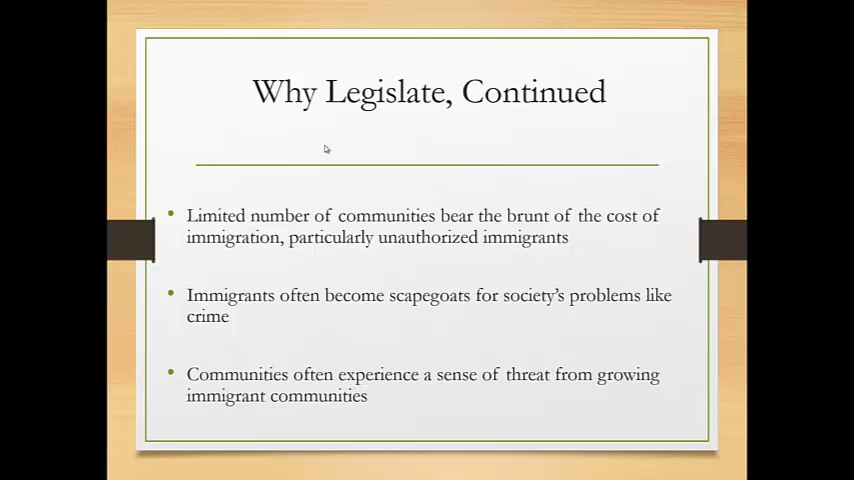 Why Legislate, Continued
• Limited number of communities bear the brunt of the cost of
immigration, particularly unauthorized immigrants
• Immigrants often become scapegoats for society’s problems like
crime
• Communities often experience a sense of threat from growing
immigrant communities